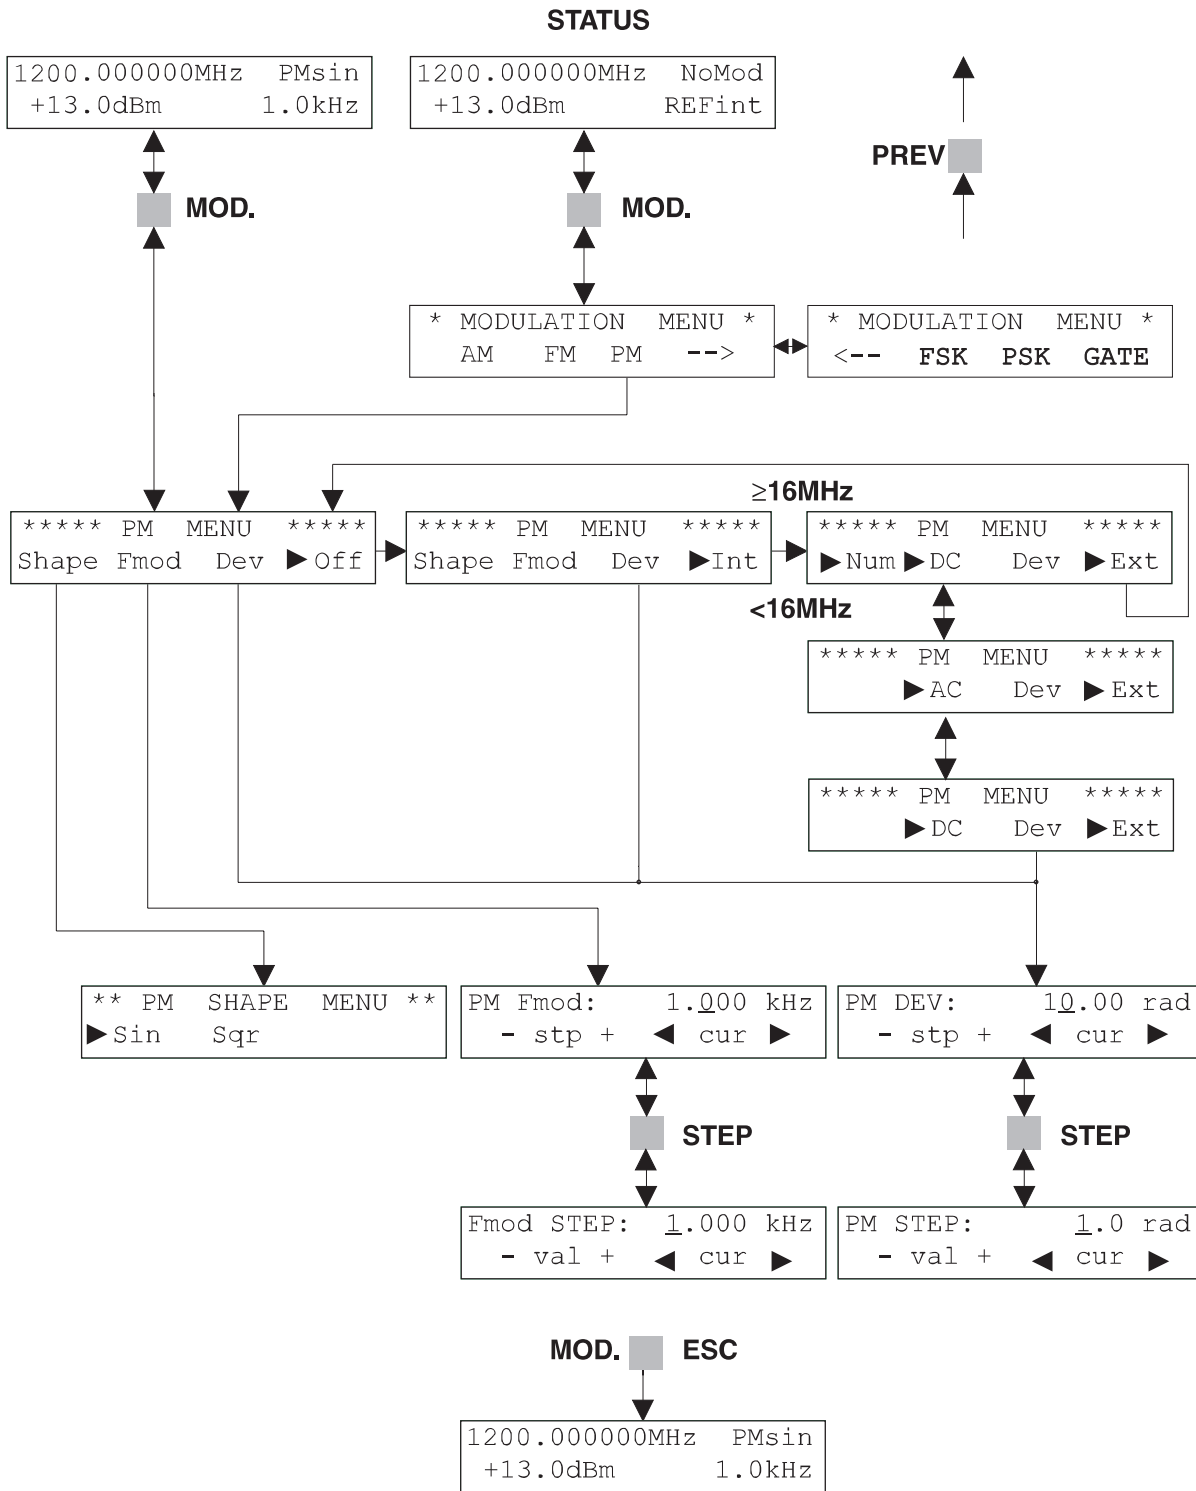 STATUS
1200.000000MHz PMsin
+13.0dBm 1.0kHz
1200.000000MHz NoMod
+13.0dBm REFint
PREV
MOD.
MOD.
* MODULATION MENU *
AM FM PM -->
* MODULATION MENU *
<-- FSK PSK GATE
≥16MHz
***** PM MENU *****
Shape Fmod Dev ▶Off
***** PM MENU *****
Shape Fmod Dev ▶Int
***** PM MENU *****
▶Num ▶DC Dev ▶Ext
<16MHz
***** PM MENU *****
▶AC Dev ▶Ext
***** PM MENU *****
▶DC Dev ▶Ext
** PM SHAPE MENU **
▶Sin Sqr
PM Fmod: 1.000 kHz
- stp + ◀ cur ▶
PM DEV: 10.00 rad
- stp + ◀ cur ▶
STEP
STEP
Fmod STEP: 1.000 kHz
- val + ◀ cur ▶
PM STEP: 1.0 rad
- val + ◀ cur ▶
MOD. ESC
1200.000000MHz PMsin
+13.0dBm 1.0kHz